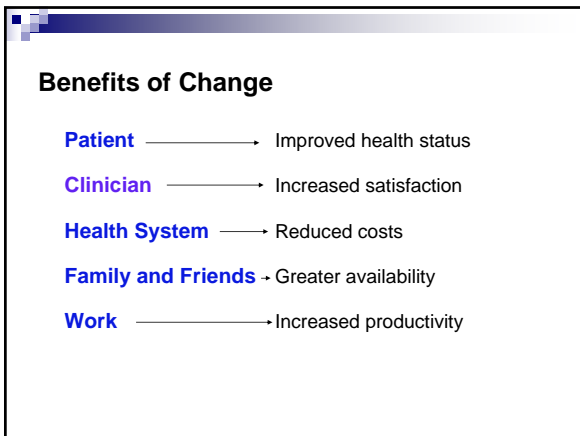 Benefits of Change
Patient Improved health status
Clinician Increased satisfaction
Health System Reduced costs
Family and Friends Greater availability
Work Increased productivity